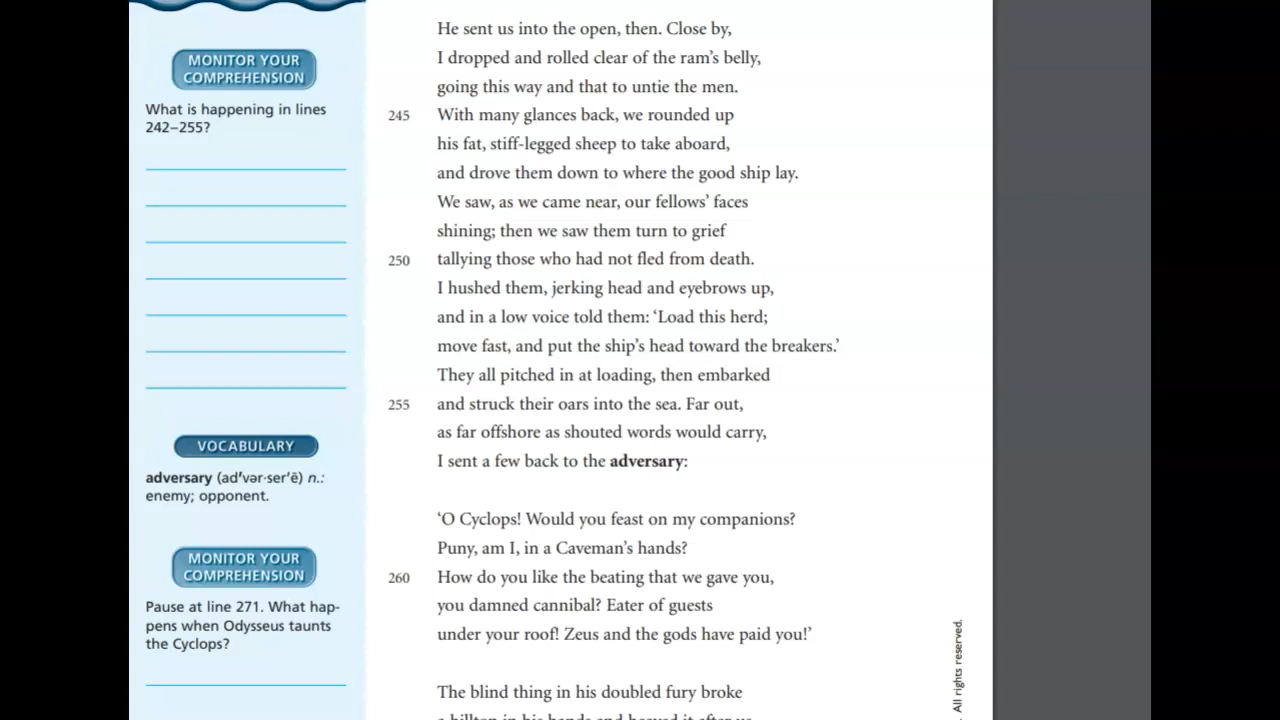 MONITOR YOUR
COMPREHENSION
What is happening in lines
242–255?
VOCABULARY
adversary (ad′vər·ser′ē) n.:
enemy; opponent.
MONITOR YOUR
COMPREHENSION
Pause at line 271. What hap-
pens when Odysseus taunts
the Cyclops?
He sent us into the open, then. Close by,
I dropped and rolled clear of the ram’s belly,
going this way and that to untie the men.
245 With many glances back, we rounded up
his fat, stiff-legged sheep to take aboard,
and drove them down to where the good ship lay.
We saw, as we came near, our fellows’ faces
shining; then we saw them turn to grief
250 tallying those who had not fled from death.
I hushed them, jerking head and eyebrows up,
and in a low voice told them: ‘Load this herd;
move fast, and put the ship’s head toward the breakers.’
They all pitched in at loading, then embarked
255 and struck their oars into the sea. Far out,
as far offshore as shouted words would carry,
I sent a few back to the adversary:
‘O Cyclops! Would you feast on my companions?
Puny, am I, in a Caveman’s hands?
260 How do you like the beating that we gave you,
you damned cannibal? Eater of guests
under your roof! Zeus and the gods have paid you!’
The blind thing in his doubled fury broke
a hilltop in his hands and heaved it after us.
. All rights reserved.